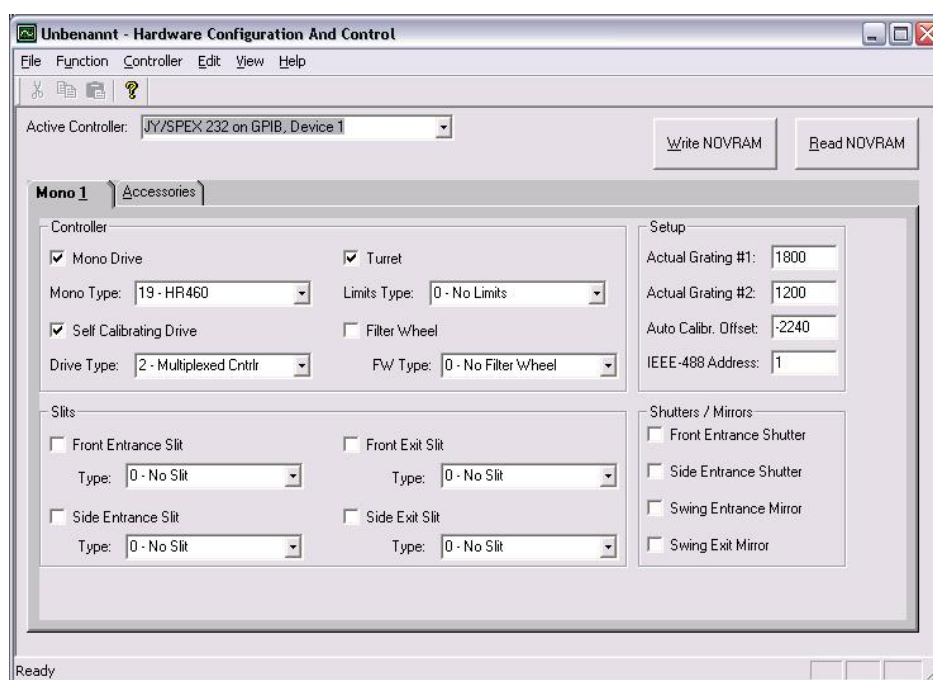 Unbenannt - Hardware Configuration And Control
File Function Controller Edit View Help
Active Controller: JY/SPEX 232 on GPIB, Device 1
Write NOVRAM Read NOVRAM
Mono 1 Accessories
Controller
Mono Drive
Turret
Mono Type: 19 - HR460
Limits Type: 0 - No Limits
Self Calibrating Drive
Filter Wheel
Drive Type: 2 - Multiplexed Cntrlr
FW Type: 0 - No Filter Wheel
Setup
Actual Grating #1: 1800
Actual Grating #2: 1200
Auto Calibr. Offset: -2240
IEEE-488 Address: 1
Slits
Front Entrance Slit
Front Exit Slit
Type: 0 - No Slit
Type: 0 - No Slit
Side Entrance Slit
Side Exit Slit
Type: 0 - No Slit
Type: 0 - No Slit
Shutters / Mirrors
Front Entrance Shutter
Side Entrance Shutter
Swing Entrance Mirror
Swing Exit Mirror
Ready